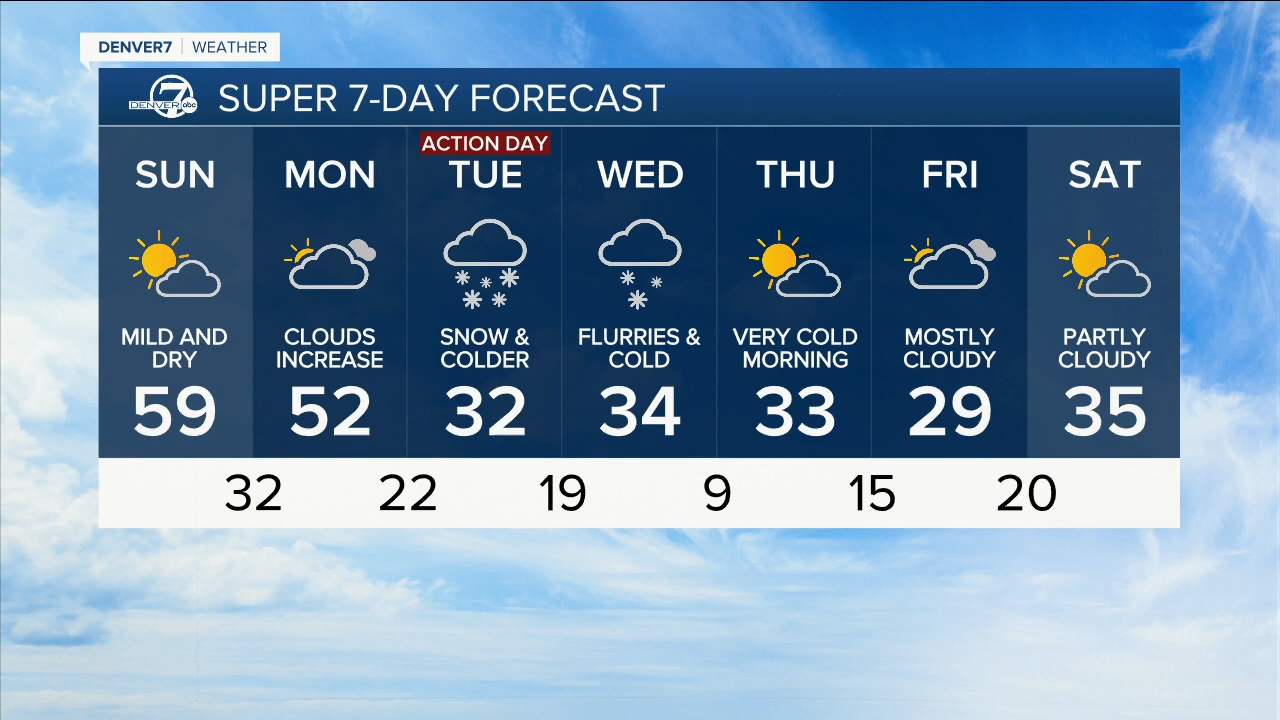 DENVER7 | WEATHER
7
DENVER abc
SUPER 7-DAY FORECAST
ACTION DAY
SUN MON TUE WED THU FRI SAT
MILD AND CLOUDS SNOW & FLURRIES & VERY COLD MOSTLY PARTLY
DRY INCREASE COLDER COLD MORNING CLOUDY CLOUDY
59 52 32 34 33 29 35
32 22 19 9 15 20